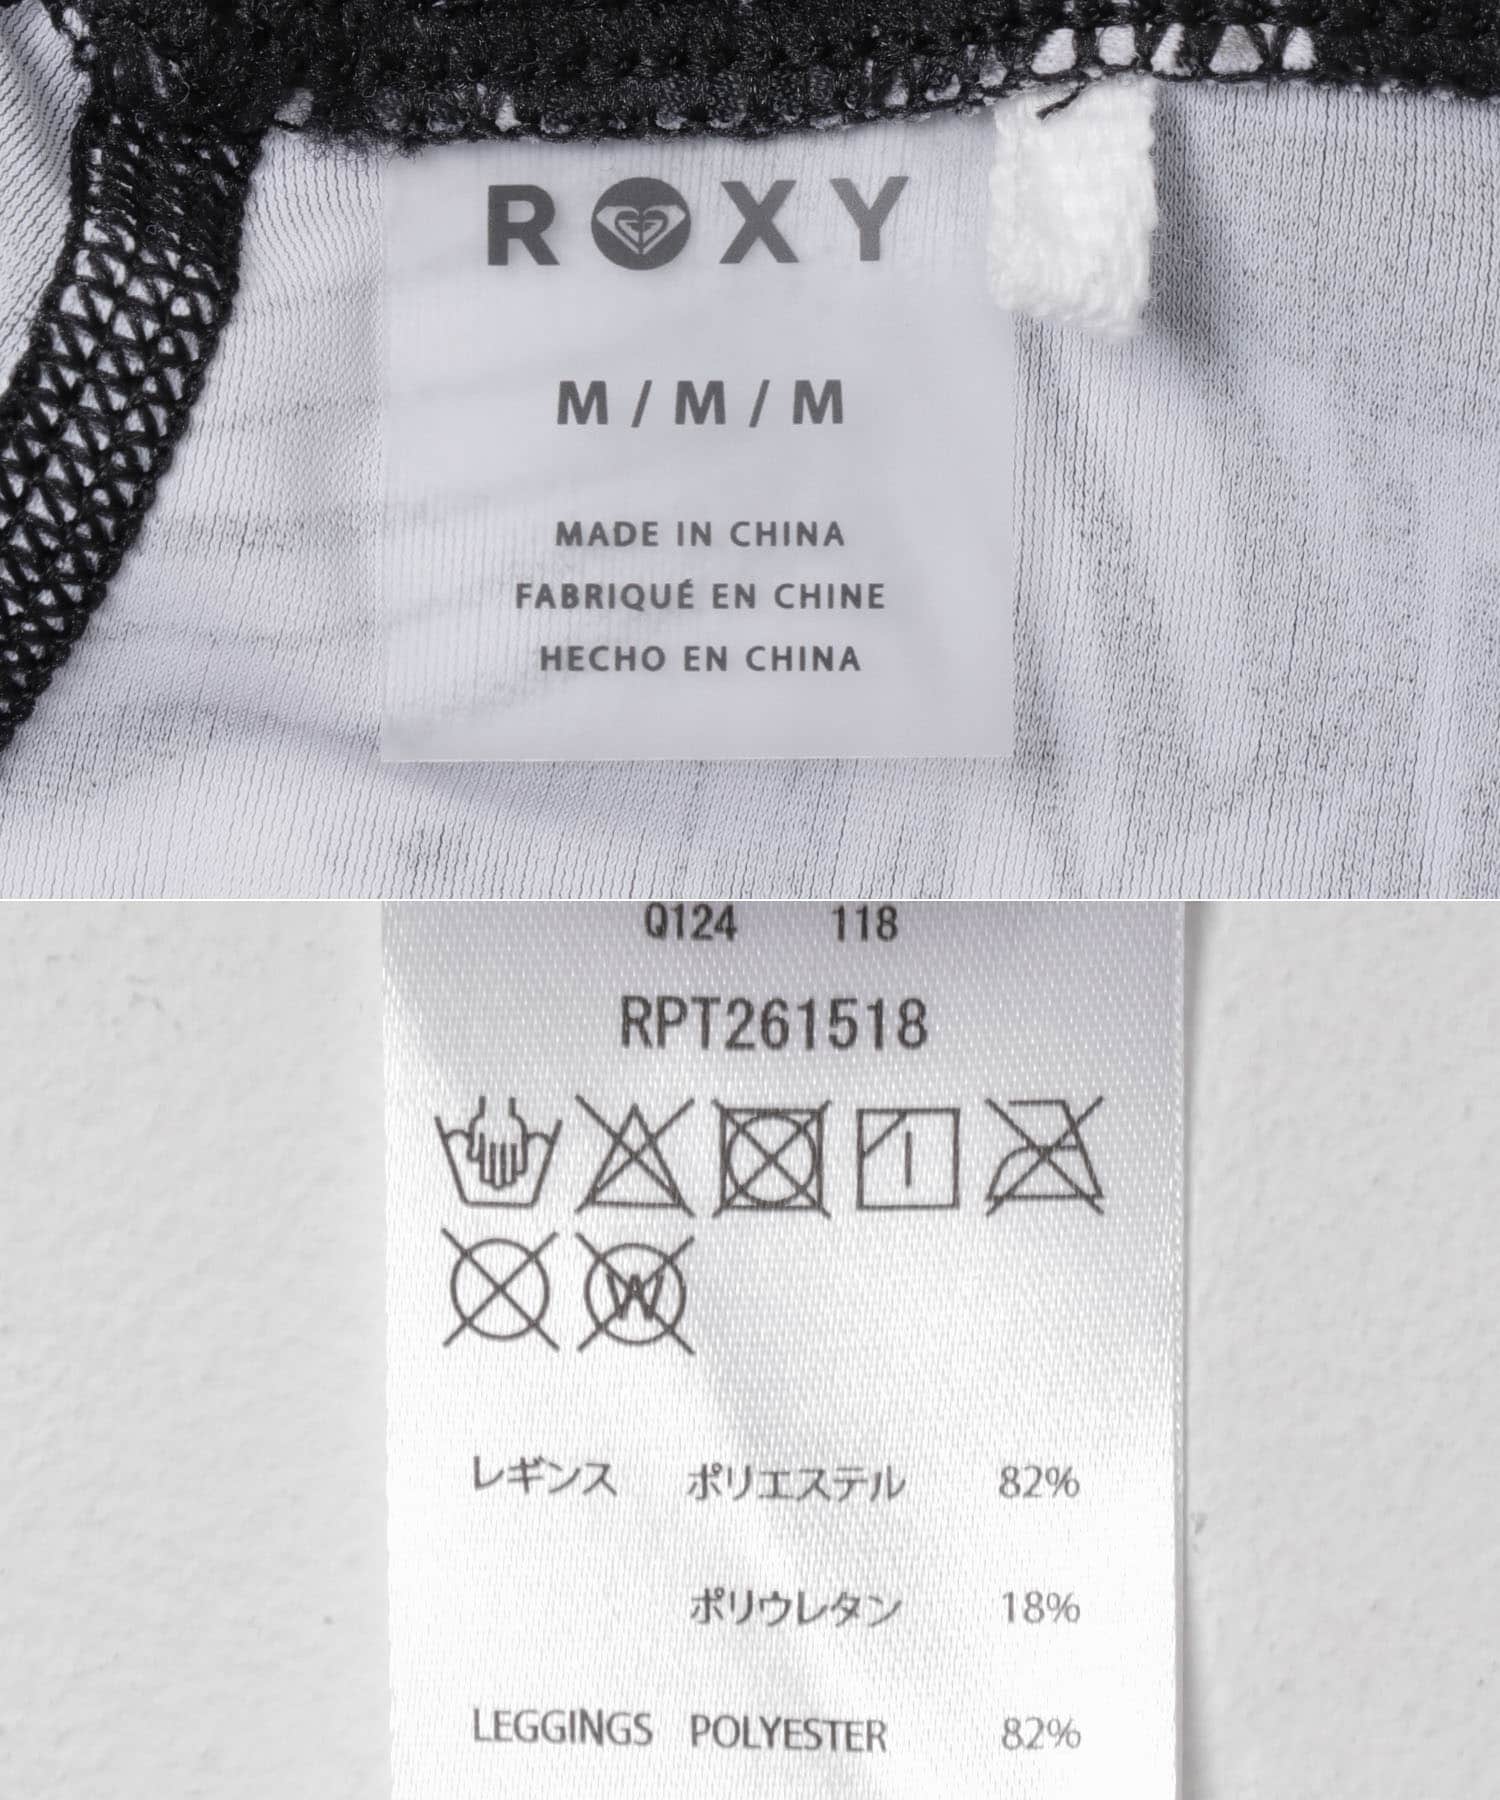 ROXY
M / M / M
MADE IN CHINA
FABRIQUÉ EN CHINE
HECHO EN CHINA
Q124 118
RPT261518
W
レギンス ポリエステル 82%
ポリウレタン 18%
LEGGINGS POLYESTER 82%